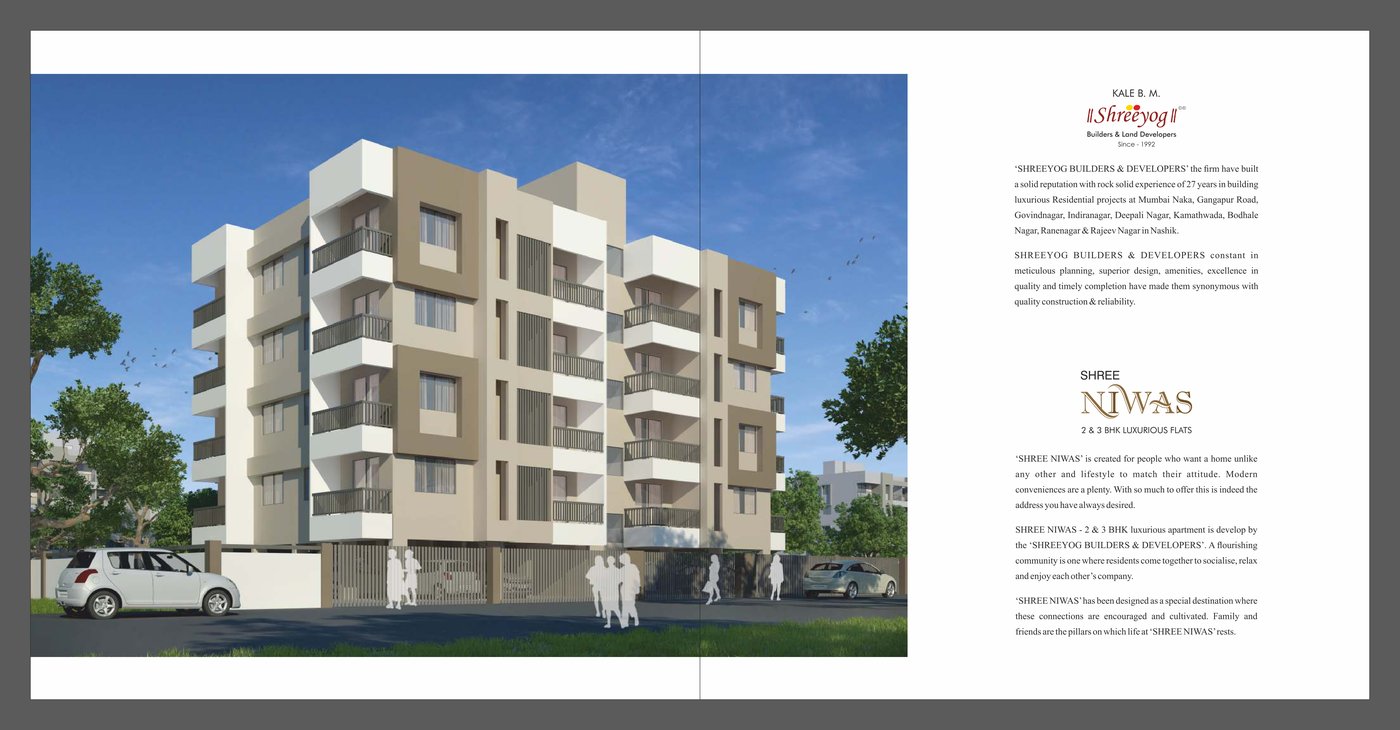 KALE B. M.
||Shreeyog||
Builders & Land Developers
Since - 1992
‘SHREEYOG BUILDERS & DEVELOPERS’ the firm have built
a solid reputation with rock solid experience of 27 years in building
luxurious Residential projects at Mumbai Naka, Gangapur Road,
Govindnagar, Indiranagar, Deepali Nagar, Kamathwada, Bodhale
Nagar, Ranenagar & Rajeev Nagar in Nashik.
SHREEYOG BUILDERS & DEVELOPERS constant in
meticulous planning, superior design, amenities, excellence in
quality and timely completion have made them synonymous with
quality construction & reliability.
SHREE
NIWAS
2 & 3 BHK LUXURIOUS FLATS
‘SHREE NIWAS’ is created for people who want a home unlike
any other and lifestyle to match their attitude. Modern
conveniences are a plenty. With so much to offer this is indeed the
address you have always desired.
SHREE NIWAS - 2 & 3 BHK luxurious apartment is develop by
the ‘SHREEYOG BUILDERS & DEVELOPERS’. A flourishing
community is one where residents come together to socialise, relax
and enjoy each other’s company.
‘SHREE NIWAS’ has been designed as a special destination where
these connections are encouraged and cultivated. Family and
friends are the pillars on which life at ‘SHREE NIWAS’ rests.